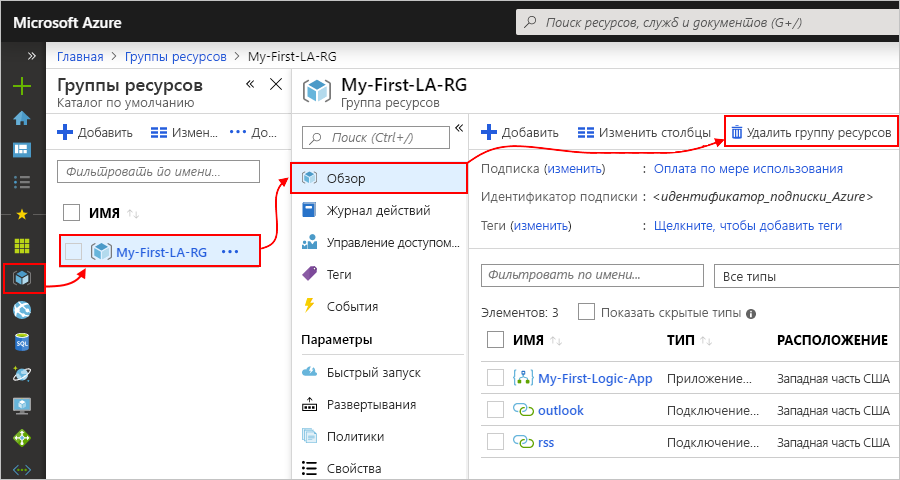 Microsoft Azure
Поиск ресурсов, служб и документов (G+/)
Главная > Группы ресурсов > My-First-LA-RG
Группы ресурсов
Каталог по умолчанию
Добавить Измен... До...
Фильтровать по имени...
ИМЯ
My-First-LA-RG
My-First-LA-RG
Группа ресурсов
Поиск (Ctrl+/)
Обзор
Журнал действий
Управление доступом...
Теги
События
Параметры
Быстрый запуск
Развертывания
Политики
Свойства
Добавить Изменить столбцы Удалить группу ресурсов
Подписка (изменить) : Оплата по мере использования
Идентификатор подписки : <идентификатор_подписки_Azure>
Теги (изменить) : Щелкните, чтобы добавить теги
Фильтровать по имени... Все типы
Элементов: 3 Показать скрытые типы
ИМЯ ТИП РАСПОЛОЖЕНИЕ
My-First-Logic-App Приложение... Западная часть США
outlook Подключение... Западная часть США
rss Подключение... Западная часть США
SQL